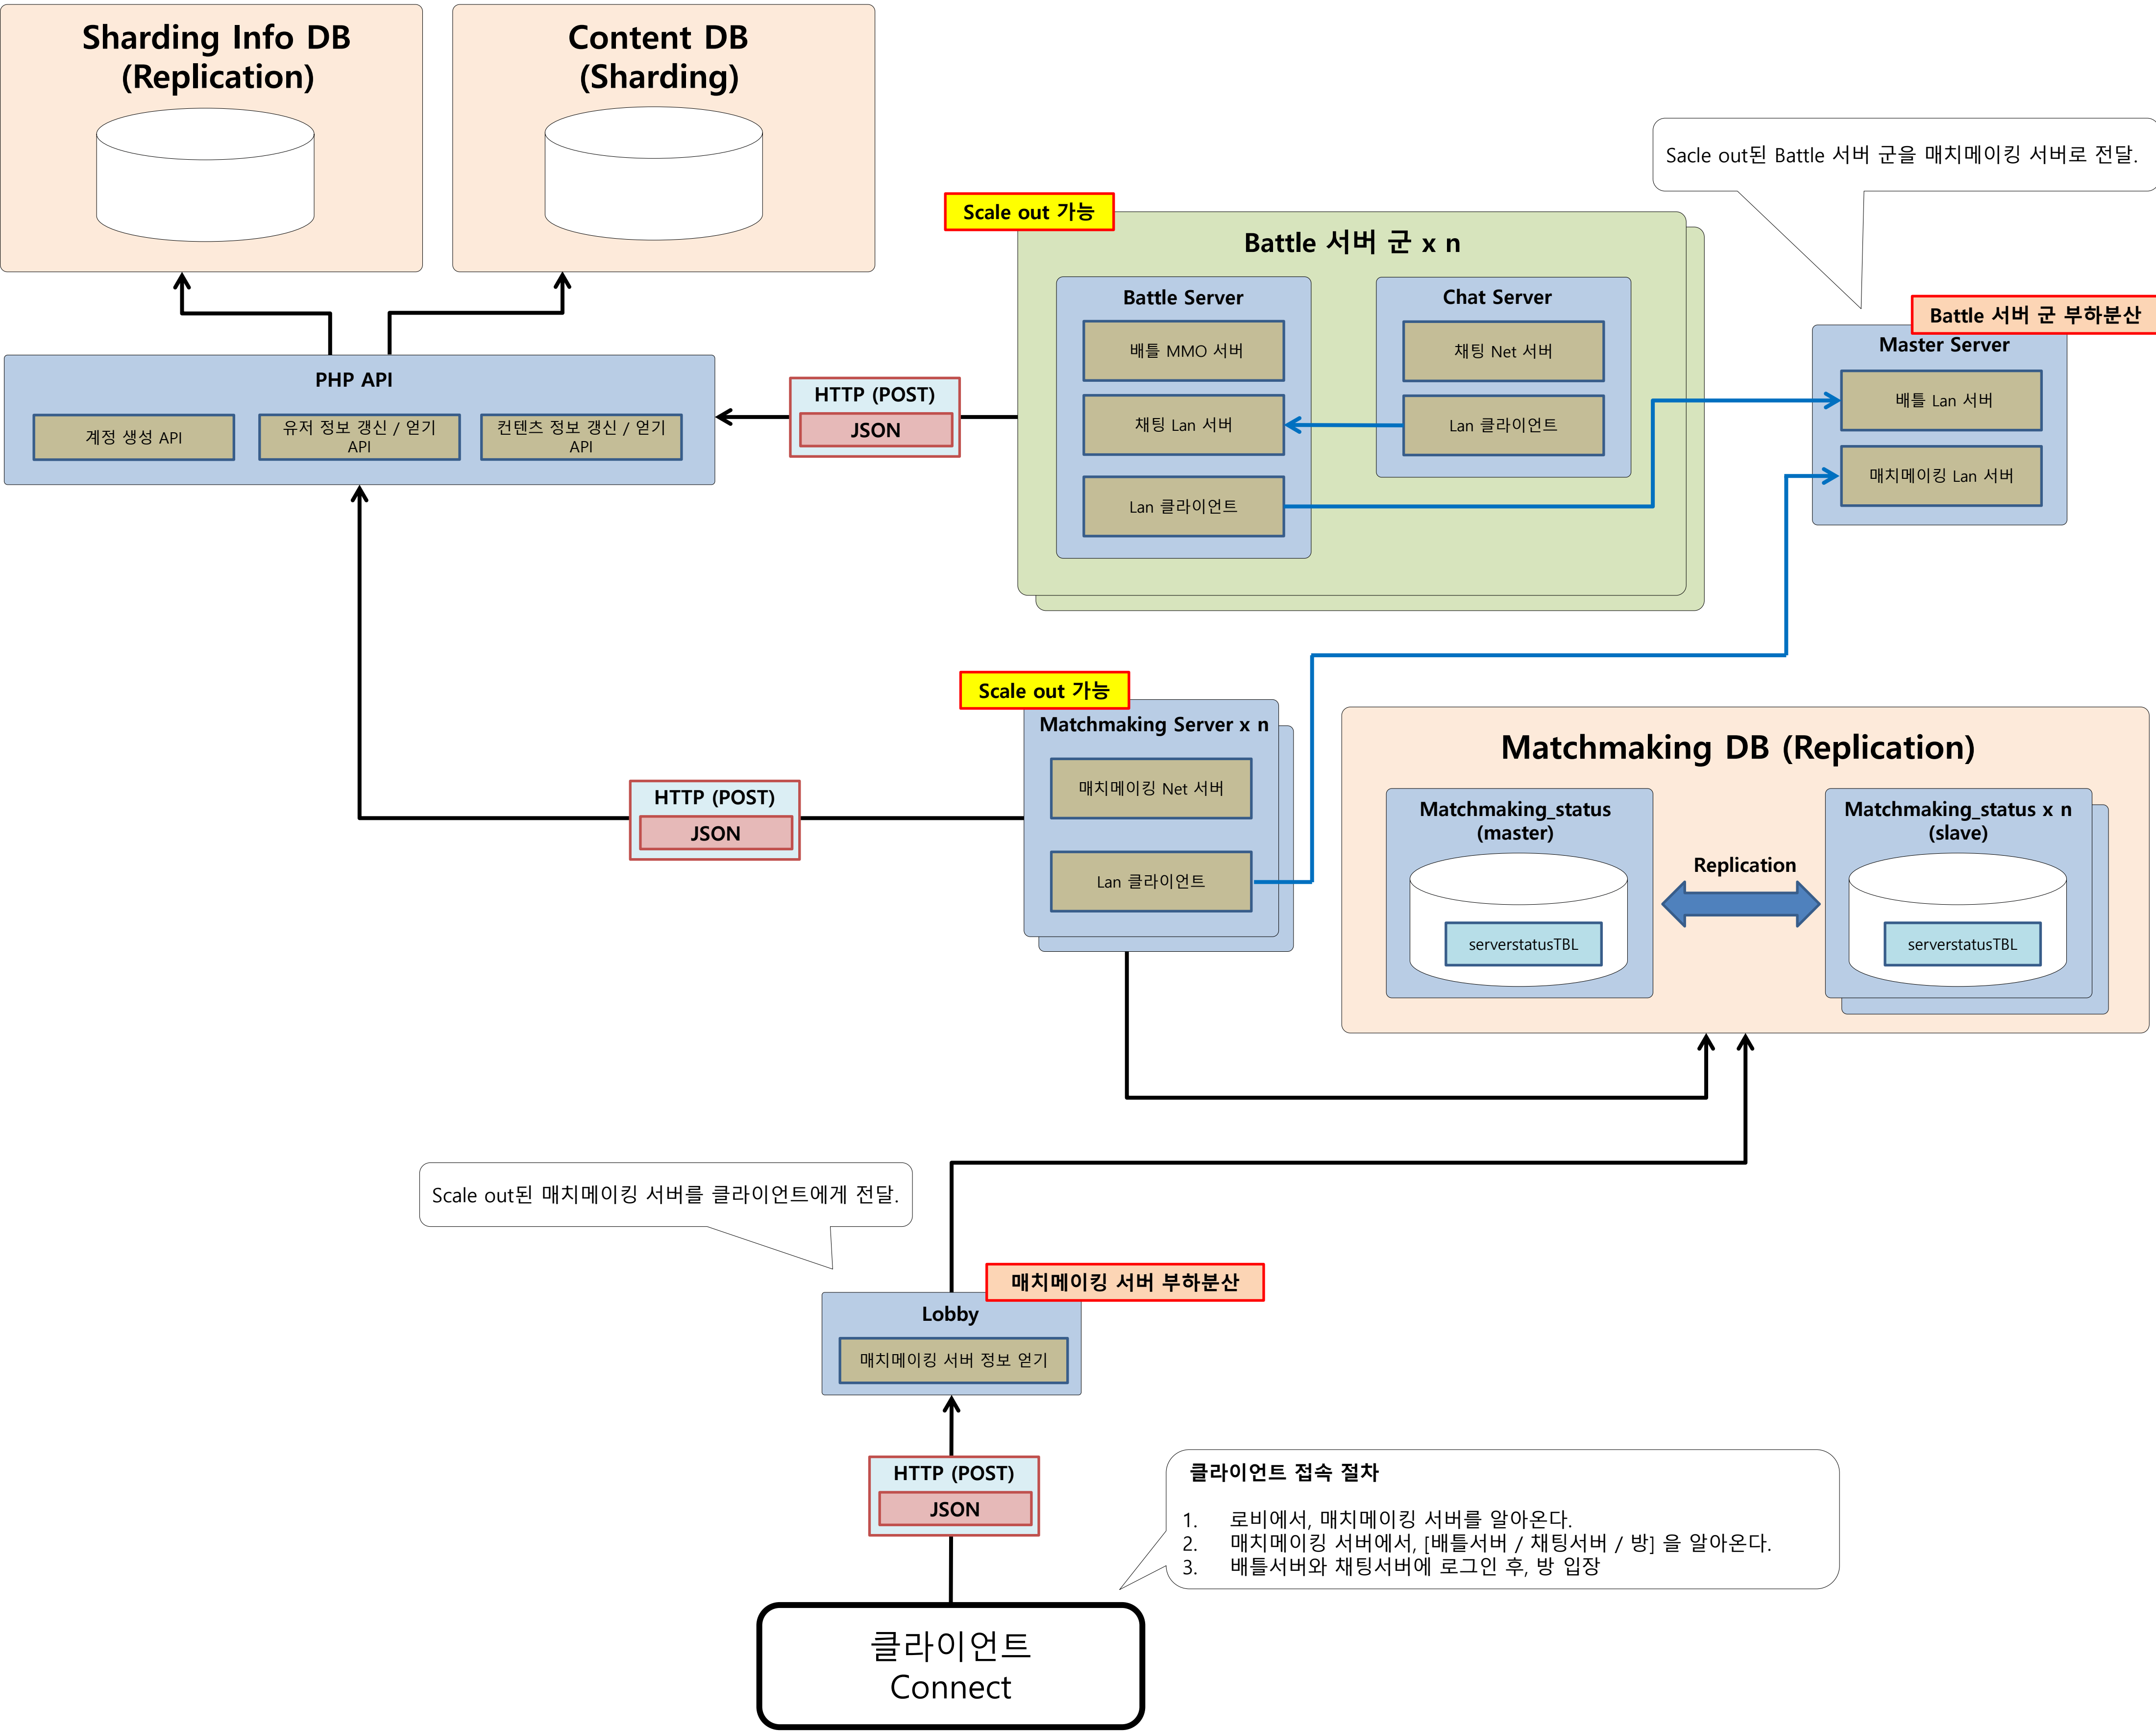 Sharding Info DB
(Replication)
Content DB
(Sharding)
Sacle out된 Battle 서버 군을 매치메이킹 서버로 전달.
Scale out 가능
Battle 서버 군 x n
Battle Server
배틀 MMO 서버
채팅 Lan 서버
Lan 클라이언트
Chat Server
채팅 Net 서버
Lan 클라이언트
Battle 서버 군 부하분산
Master Server
배틀 Lan 서버
매치메이킹 Lan 서버
PHP API
계정 생성 API
유저 정보 갱신 / 얻기
API
컨텐츠 정보 갱신 / 얻기
API
HTTP (POST)
JSON
Scale out 가능
Matchmaking Server x n
매치메이킹 Net 서버
Lan 클라이언트
HTTP (POST)
JSON
Matchmaking DB (Replication)
Matchmaking_status
(master)
serverstatusTBL
Replication
Matchmaking_status x n
(slave)
serverstatusTBL
Scale out된 매치메이킹 서버를 클라이언트에게 전달.
매치메이킹 서버 부하분산
Lobby
매치메이킹 서버 정보 얻기
HTTP (POST)
JSON
클라이언트 접속 절차
1. 로비에서, 매치메이킹 서버를 알아온다.
2. 매치메이킹 서버에서, [배틀서버 / 채팅서버 / 방] 을 알아온다.
3. 배틀서버와 채팅서버에 로그인 후, 방 입장
클라이언트
Connect